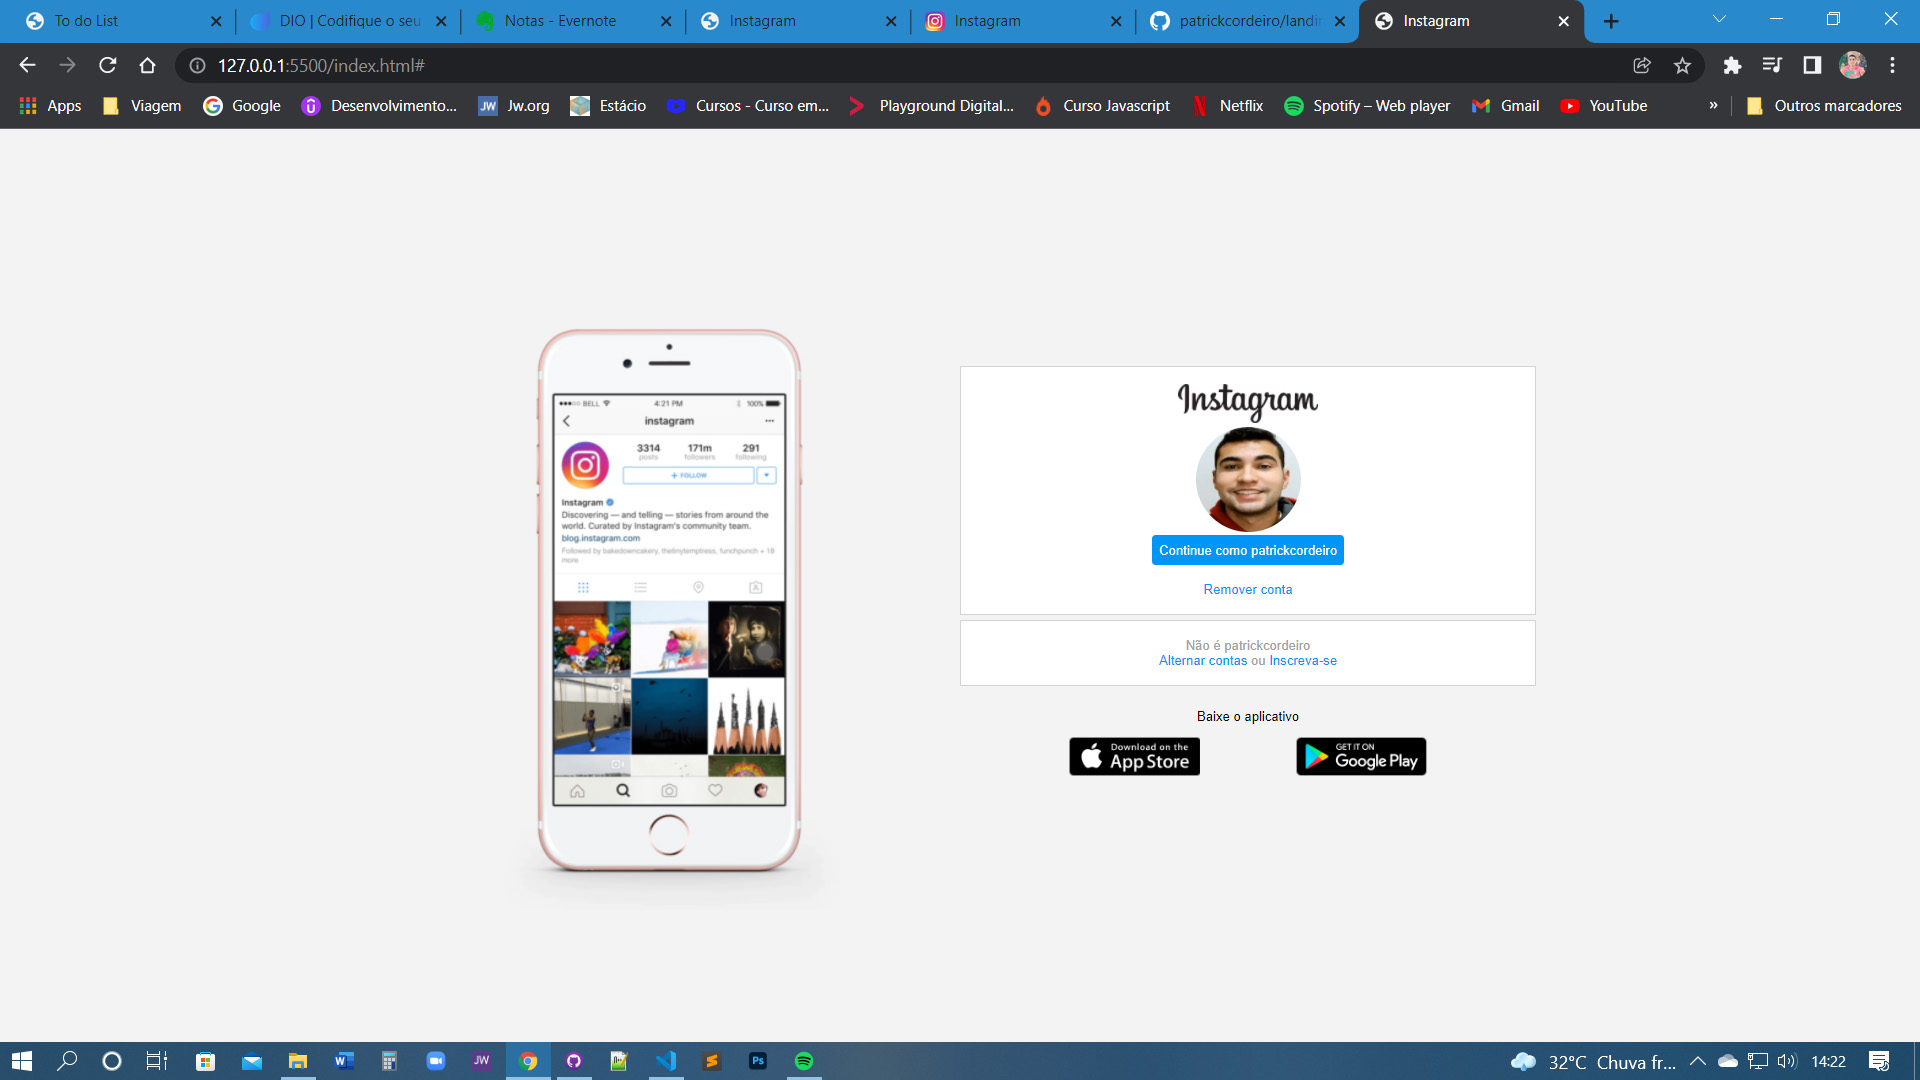 To do List
DIO | Codifique o seu
Notas - Evernote
Instagram
Instagram
patrickcordeiro/landin
Instagram
127.0.0.1:5500/index.html#
Apps
Viagem
Google
Desenvolvimento...
Jw.org
Estácio
Cursos - Curso em...
Playground Digital...
Curso Javascript
Netflix
Spotify – Web player
Gmail
YouTube
»
Outros marcadores
BELL
4:21 PM
100%
instagram
3314
171m
291
posts
followers
following
+ FOLLOW
Instagram
Discovering — and telling — stories from around the
world. Curated by Instagram's community team.
blog.instagram.com
Followed by bakedowncakery, thetinytemptress, lunchpunch + 18
more
Instagram
Continue como patrickcordeiro
Remover conta
Não é patrickcordeiro
Alternar contas ou Inscreva-se
Baixe o aplicativo
Download on the
App Store
GET IT ON
Google Play
32°C Chuva fr...
14:22